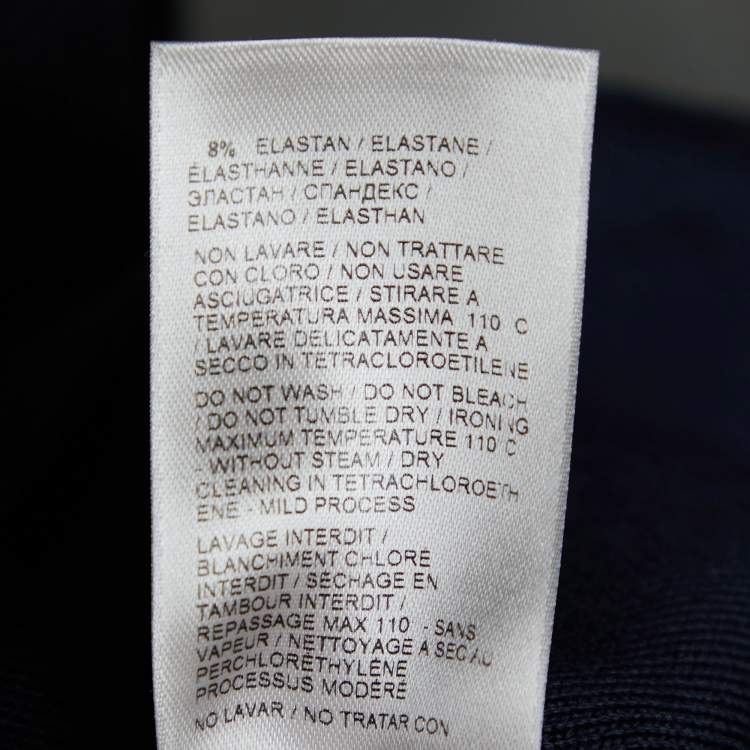 8% ELASTAN / ELASTANE /
ÉLASTHANNE / ELASTANO /
ЭЛАСТАН / СПАНДЕКС /
ELASTANO / ELASTHAN
NON LAVARE / NON TRATTARE
CON CLORO / NON USARE
ASCIUGATRICE / STIRARE A
TEMPERATURA MASSIMA 110 C
/ LAVARE DELICATAMENTE A
SECCO IN TETRACLOROETILENE
DO NOT WASH / DO NOT BLEACH
/ DO NOT TUMBLE DRY / IRONING
MAXIMUM TEMPERATURE 110 C
- WITHOUT STEAM / DRY
CLEANING IN TETRACHLOROETH
ENE - MILD PROCESS
LAVAGE INTERDIT /
BLANCHIMENT CHLORE
INTERDIT / SÉCHAGE EN
TAMBOUR INTERDIT /
REPASSAGE MAX 110 - SANS
VAPEUR / NETTOYAGE A SEC AU
PERCHLORÉTHYLÉNE
PROCESSUS MODÉRÉ
NO LAVAR / NO TRATAR CON